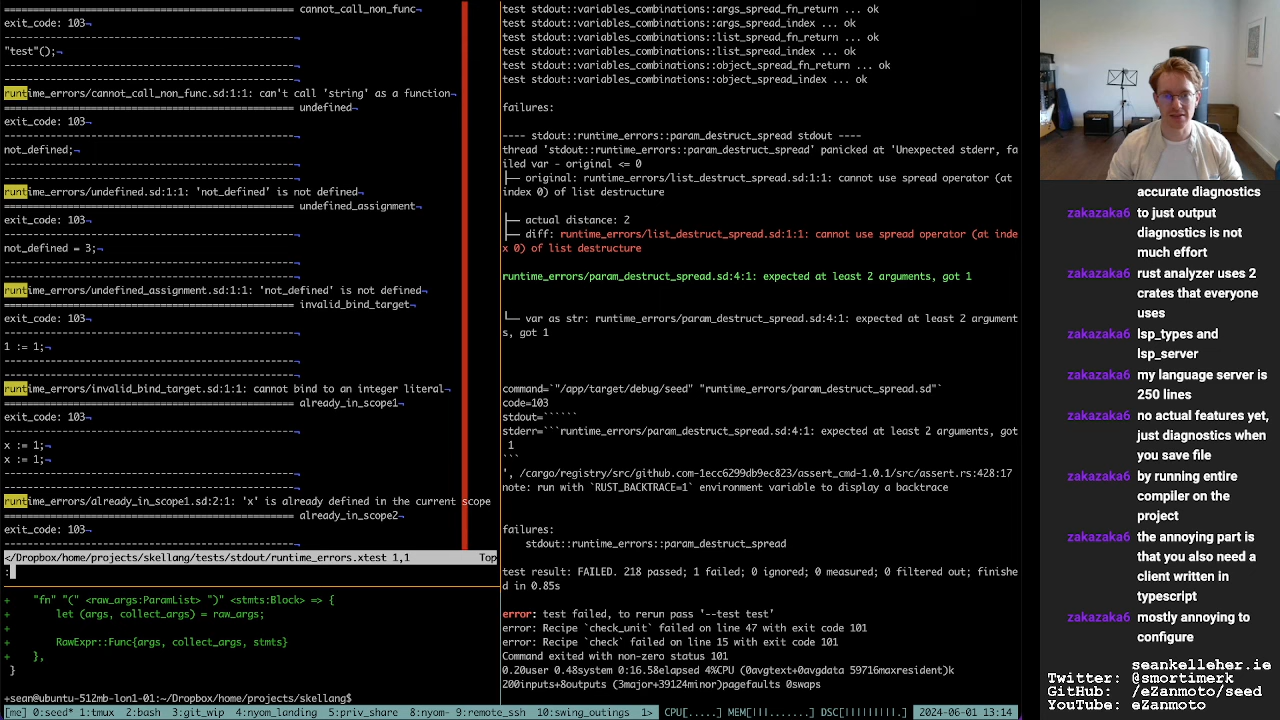 ============================================== cannot_call_non_func¬
exit_code: 103¬
----------------------------------------------¬
"test"();¬
----------------------------------------------¬
----------------------------------------------¬
runtime_errors/cannot_call_non_func.sd:1:1: can't call 'string' as a function¬
============================================== undefined¬
exit_code: 103¬
----------------------------------------------¬
not_defined;¬
----------------------------------------------¬
----------------------------------------------¬
runtime_errors/undefined.sd:1:1: 'not_defined' is not defined¬
============================================== undefined_assignment¬
exit_code: 103¬
----------------------------------------------¬
not_defined = 3;¬
----------------------------------------------¬
----------------------------------------------¬
runtime_errors/undefined_assignment.sd:1:1: 'not_defined' is not defined¬
============================================== invalid_bind_target¬
exit_code: 103¬
----------------------------------------------¬
1 := 1;¬
----------------------------------------------¬
----------------------------------------------¬
runtime_errors/invalid_bind_target.sd:1:1: cannot bind to an integer literal¬
============================================== already_in_scope1¬
exit_code: 103¬
----------------------------------------------¬
x := 1;¬
x := 1;¬
----------------------------------------------¬
----------------------------------------------¬
runtime_errors/already_in_scope1.sd:2:1: 'x' is already defined in the current scope
============================================== already_in_scope2¬
exit_code: 103¬
----------------------------------------------¬
</Dropbox/home/projects/skellang/tests/stdout/runtime_errors.xtest 1,1 Top
:
+    "fn" "(" <raw_args:ParamList> ")" <stmts:Block> => {
+        let (args, collect_args) = raw_args;
+
+        RawExpr::Func{args, collect_args, stmts}
+    },
 }
+sean@ubuntu-512mb-lon1-01:~/Dropbox/home/projects/skellang$
test stdout::variables_combinations::args_spread_fn_return ... ok
test stdout::variables_combinations::args_spread_index ... ok
test stdout::variables_combinations::list_spread_fn_return ... ok
test stdout::variables_combinations::list_spread_index ... ok
test stdout::variables_combinations::object_spread_fn_return ... ok
test stdout::variables_combinations::object_spread_index ... ok
failures:
---- stdout::runtime_errors::param_destruct_spread stdout ----
thread 'stdout::runtime_errors::param_destruct_spread' panicked at 'Unexpected stderr, fa
iled var - original <= 0
├── original: runtime_errors/list_destruct_spread.sd:1:1: cannot use spread operator (at
index 0) of list destructure
├── actual distance: 2
├── diff: runtime_errors/list_destruct_spread.sd:1:1: cannot use spread operator (at inde
x 0) of list destructure
runtime_errors/param_destruct_spread.sd:4:1: expected at least 2 arguments, got 1
└── var as str: runtime_errors/param_destruct_spread.sd:4:1: expected at least 2 argument
s, got 1
command=`"/app/target/debug/seed" "runtime_errors/param_destruct_spread.sd"`
code=103
stdout=``````
stderr=```runtime_errors/param_destruct_spread.sd:4:1: expected at least 2 arguments, got
 1
```
', /cargo/registry/src/github.com-1ecc6299db9ec823/assert_cmd-1.0.1/src/assert.rs:428:17
note: run with `RUST_BACKTRACE=1` environment variable to display a backtrace
failures:
    stdout::runtime_errors::param_destruct_spread
test result: FAILED. 218 passed; 1 failed; 0 ignored; 0 measured; 0 filtered out; finishe
d in 0.85s
error: test failed, to rerun pass '--test test'
error: Recipe `check_unit` failed on line 47 with exit code 101
error: Recipe `check` failed on line 15 with exit code 101
Command exited with non-zero status 101
0.20user 0.48system 0:16.58elapsed 4%CPU (0avgtext+0avgdata 59716maxresident)k
200inputs+8outputs (3major+39124minor)pagefaults 0swaps
[me] 0:seed* 1:tmux 2:bash 3:git_wip 4:nyom_landing 5:priv_share 8:nyom- 9:remote_ssh 10:swing_outings 1> CPU[.....] MEM[|||.......] DSC[|||||||||.] 2024-06-01 13:14
accurate diagnostics
zakazaka6 to just output
diagnostics is not
much effort
zakazaka6 rust analyzer uses 2
crates that everyone
uses
zakazaka6 lsp_types and
lsp_server
zakazaka6 my language server is
250 lines
zakazaka6 no actual features yet,
just diagnostics when
you save file
zakazaka6 by running entire
compiler on the
project
zakazaka6 the annoying part is
that you do need a
client written in
typescript
zakazaka6 mostly annoying to
configure
seankelleher.ie
Twitter: @smortimerk
GitHub: /ezanmoto/seed